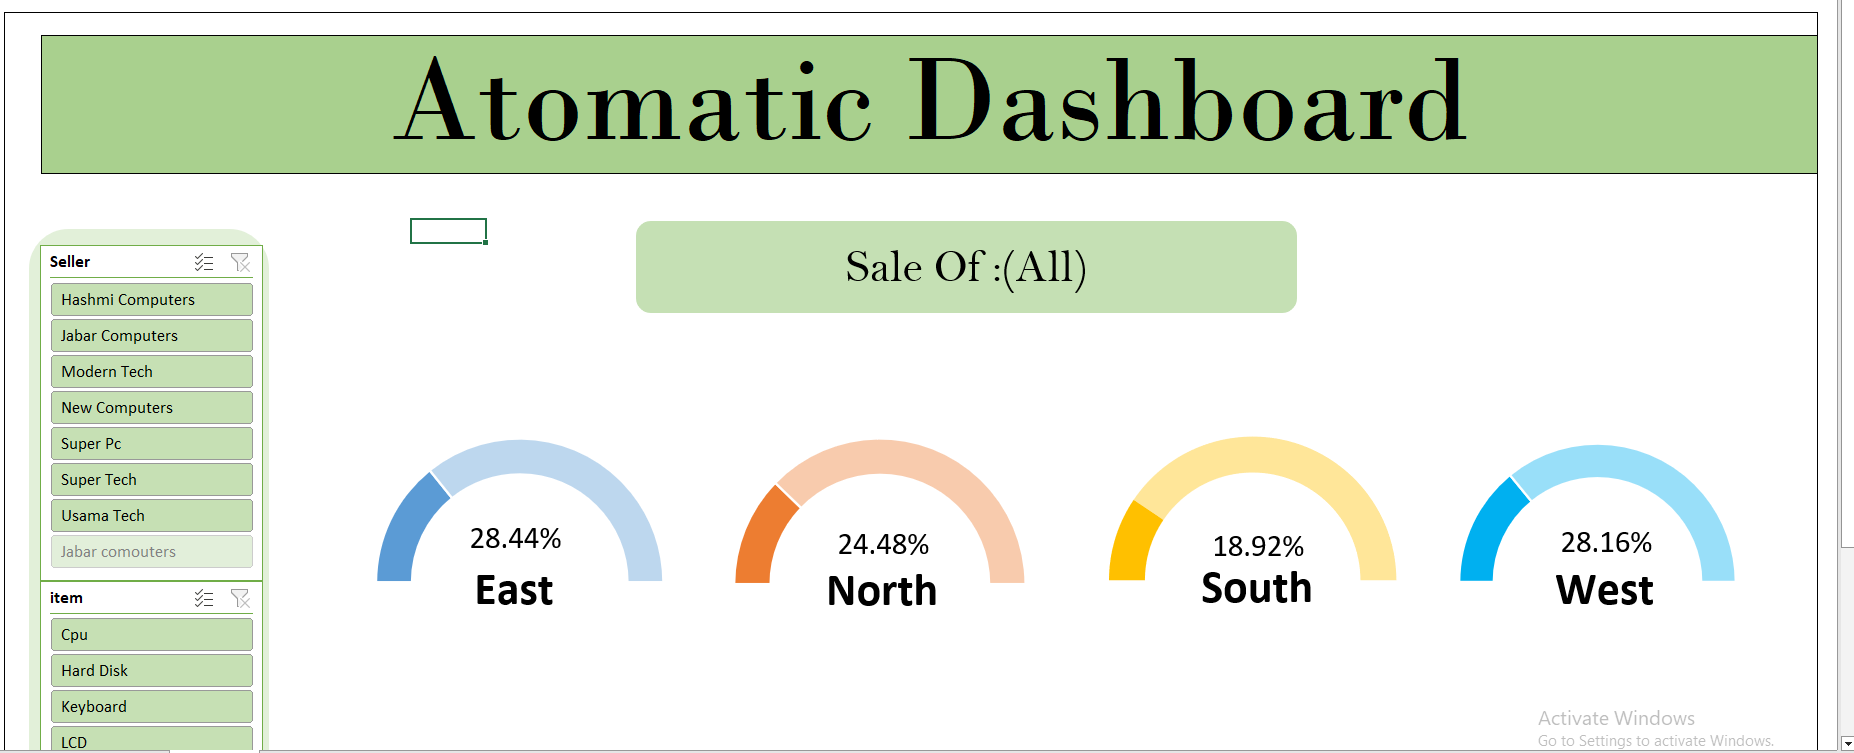 Atomatic Dashboard
Sale Of :(All)
Seller
Hashmi Computers
Jabar Computers
Modern Tech
New Computers
Super Pc
Super Tech
Usama Tech
Jabar comouters
item
Cpu
Hard Disk
Keyboard
LCD
28.44%
East
24.48%
North
18.92%
South
28.16%
West
Activate Windows
Go to Settings to activate Windows.